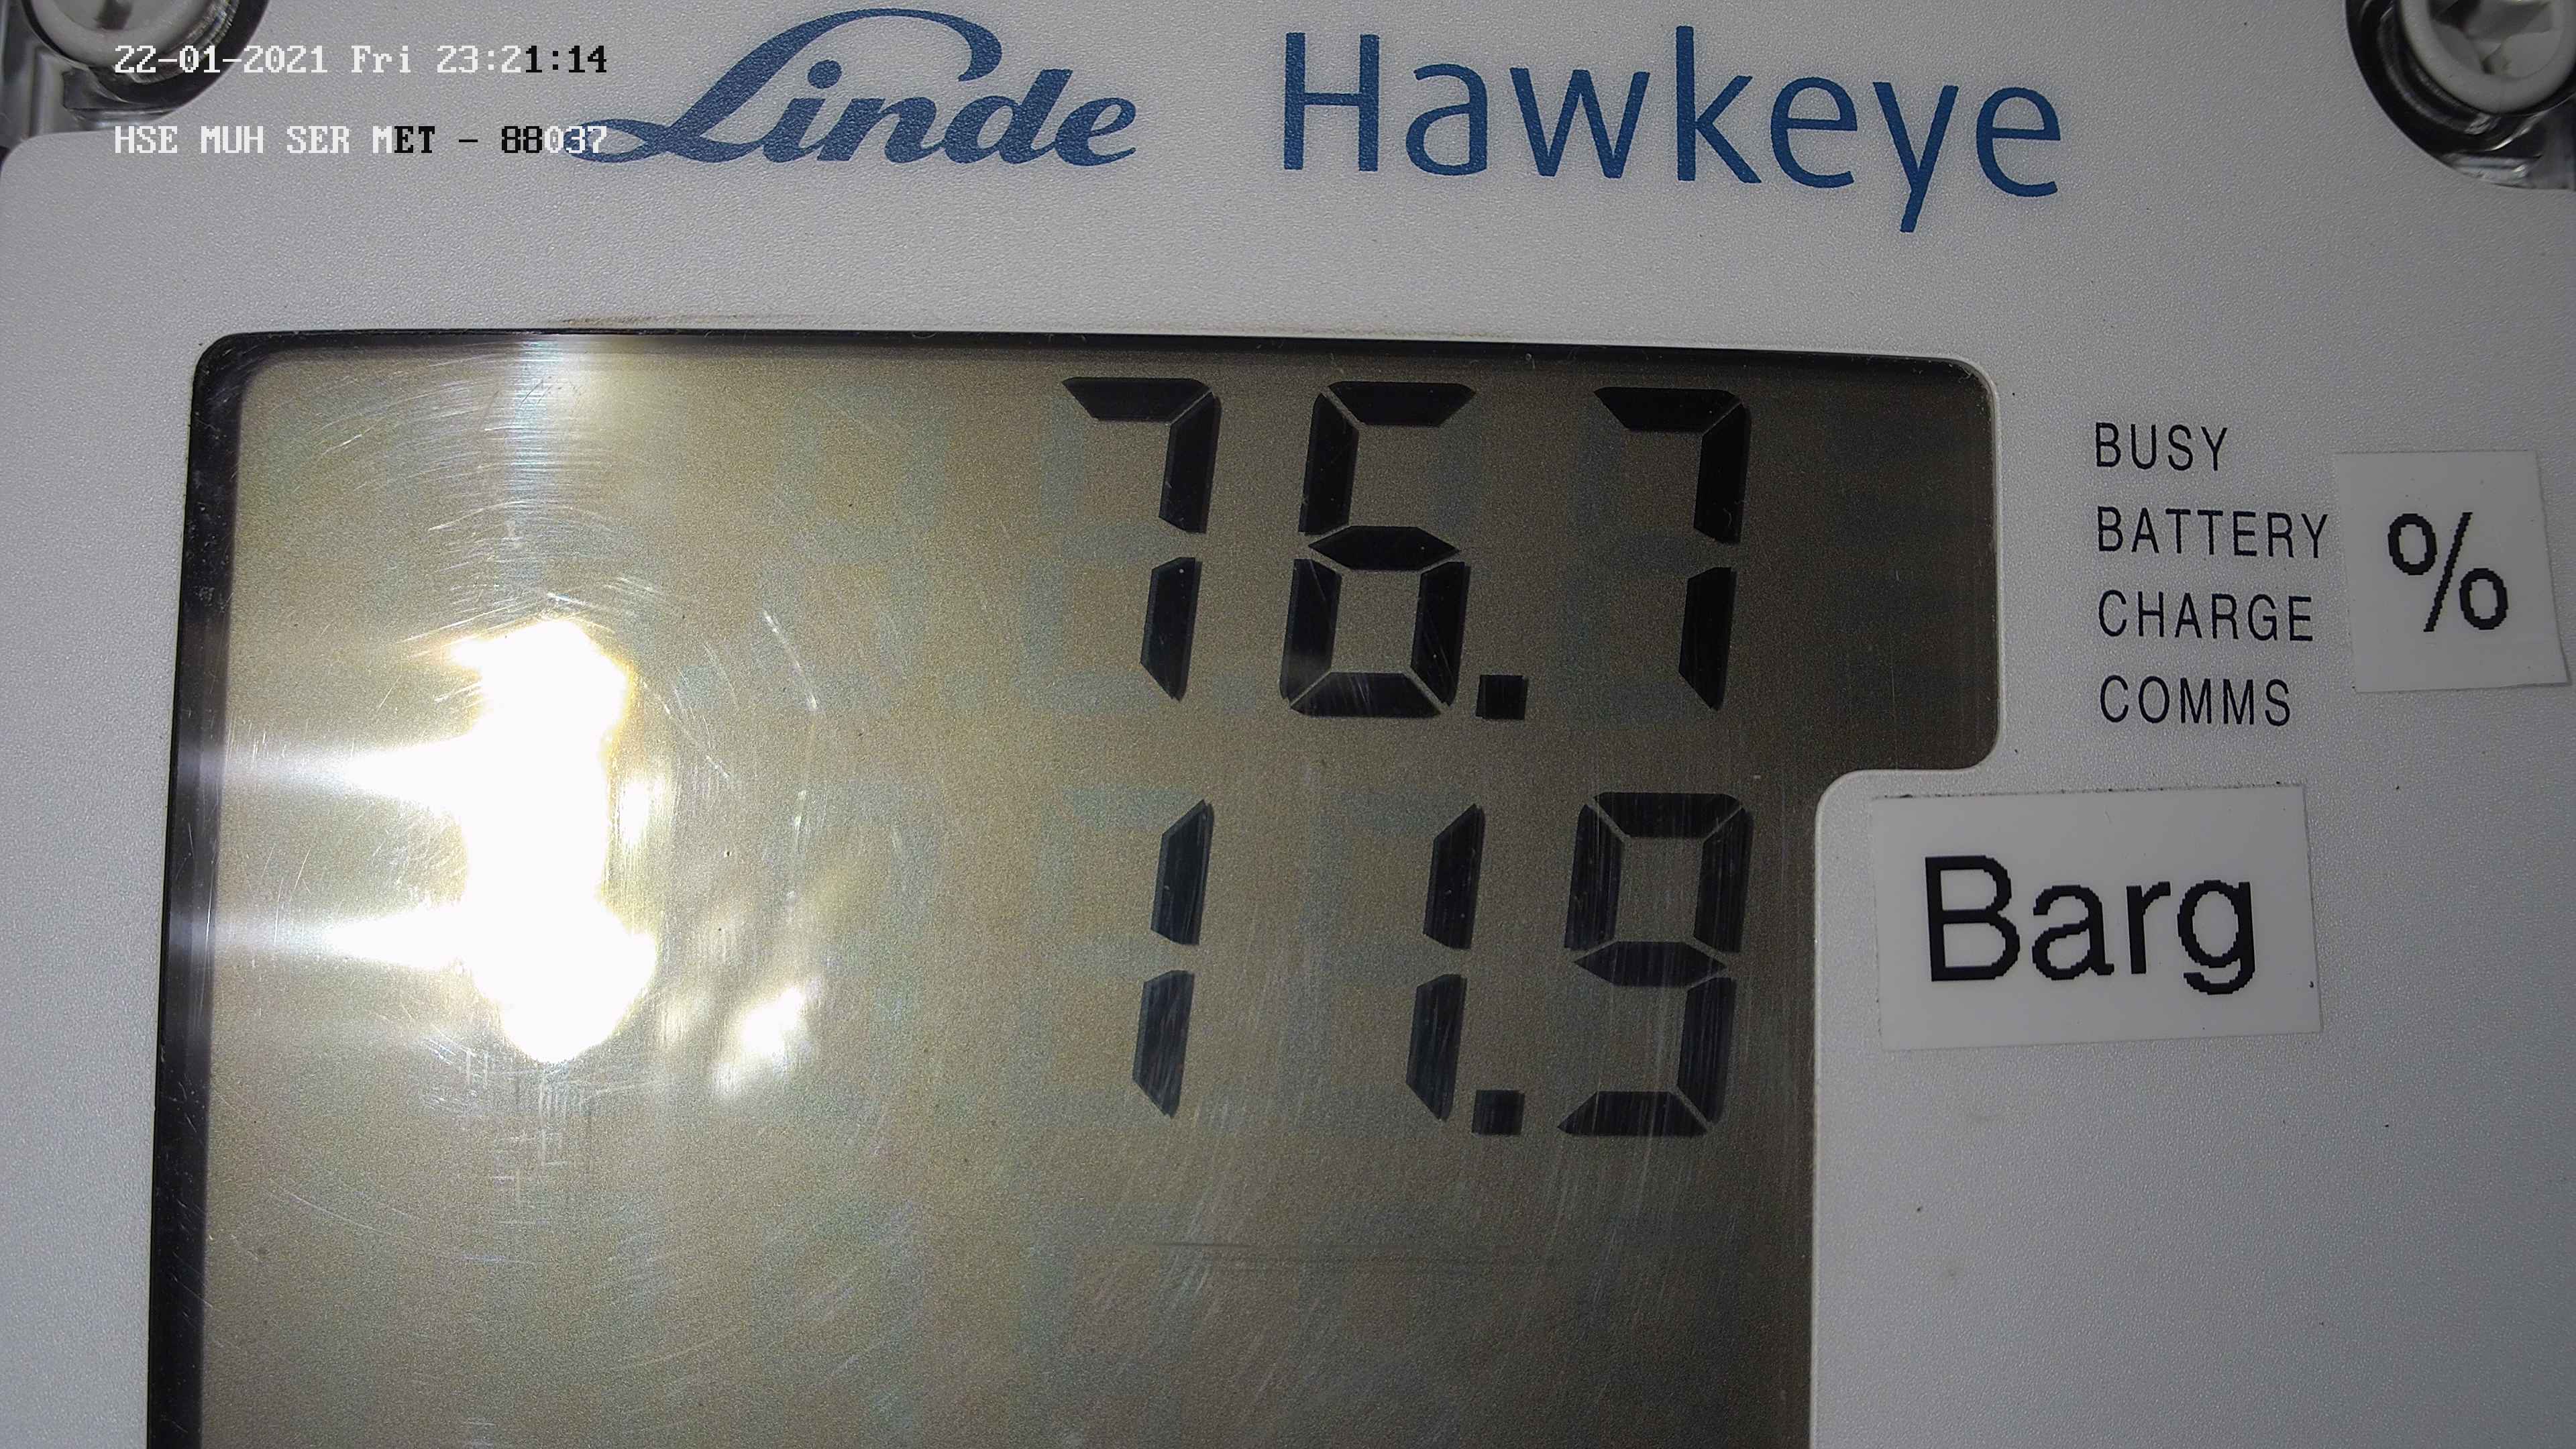 22-01-2021 Fri 23:21:14
HSE MUH SER MET - 88037
Linde Hawkeye
76.7
BUSY
BATTERY
CHARGE
COMMS
%
11.9
Barg